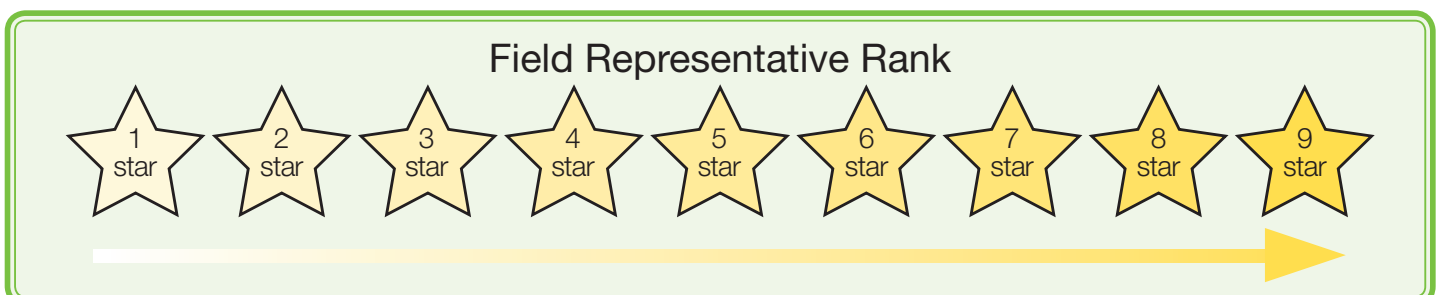 Field Representative Rank
1 star
2 star
3 star
4 star
5 star
6 star
7 star
8 star
9 star